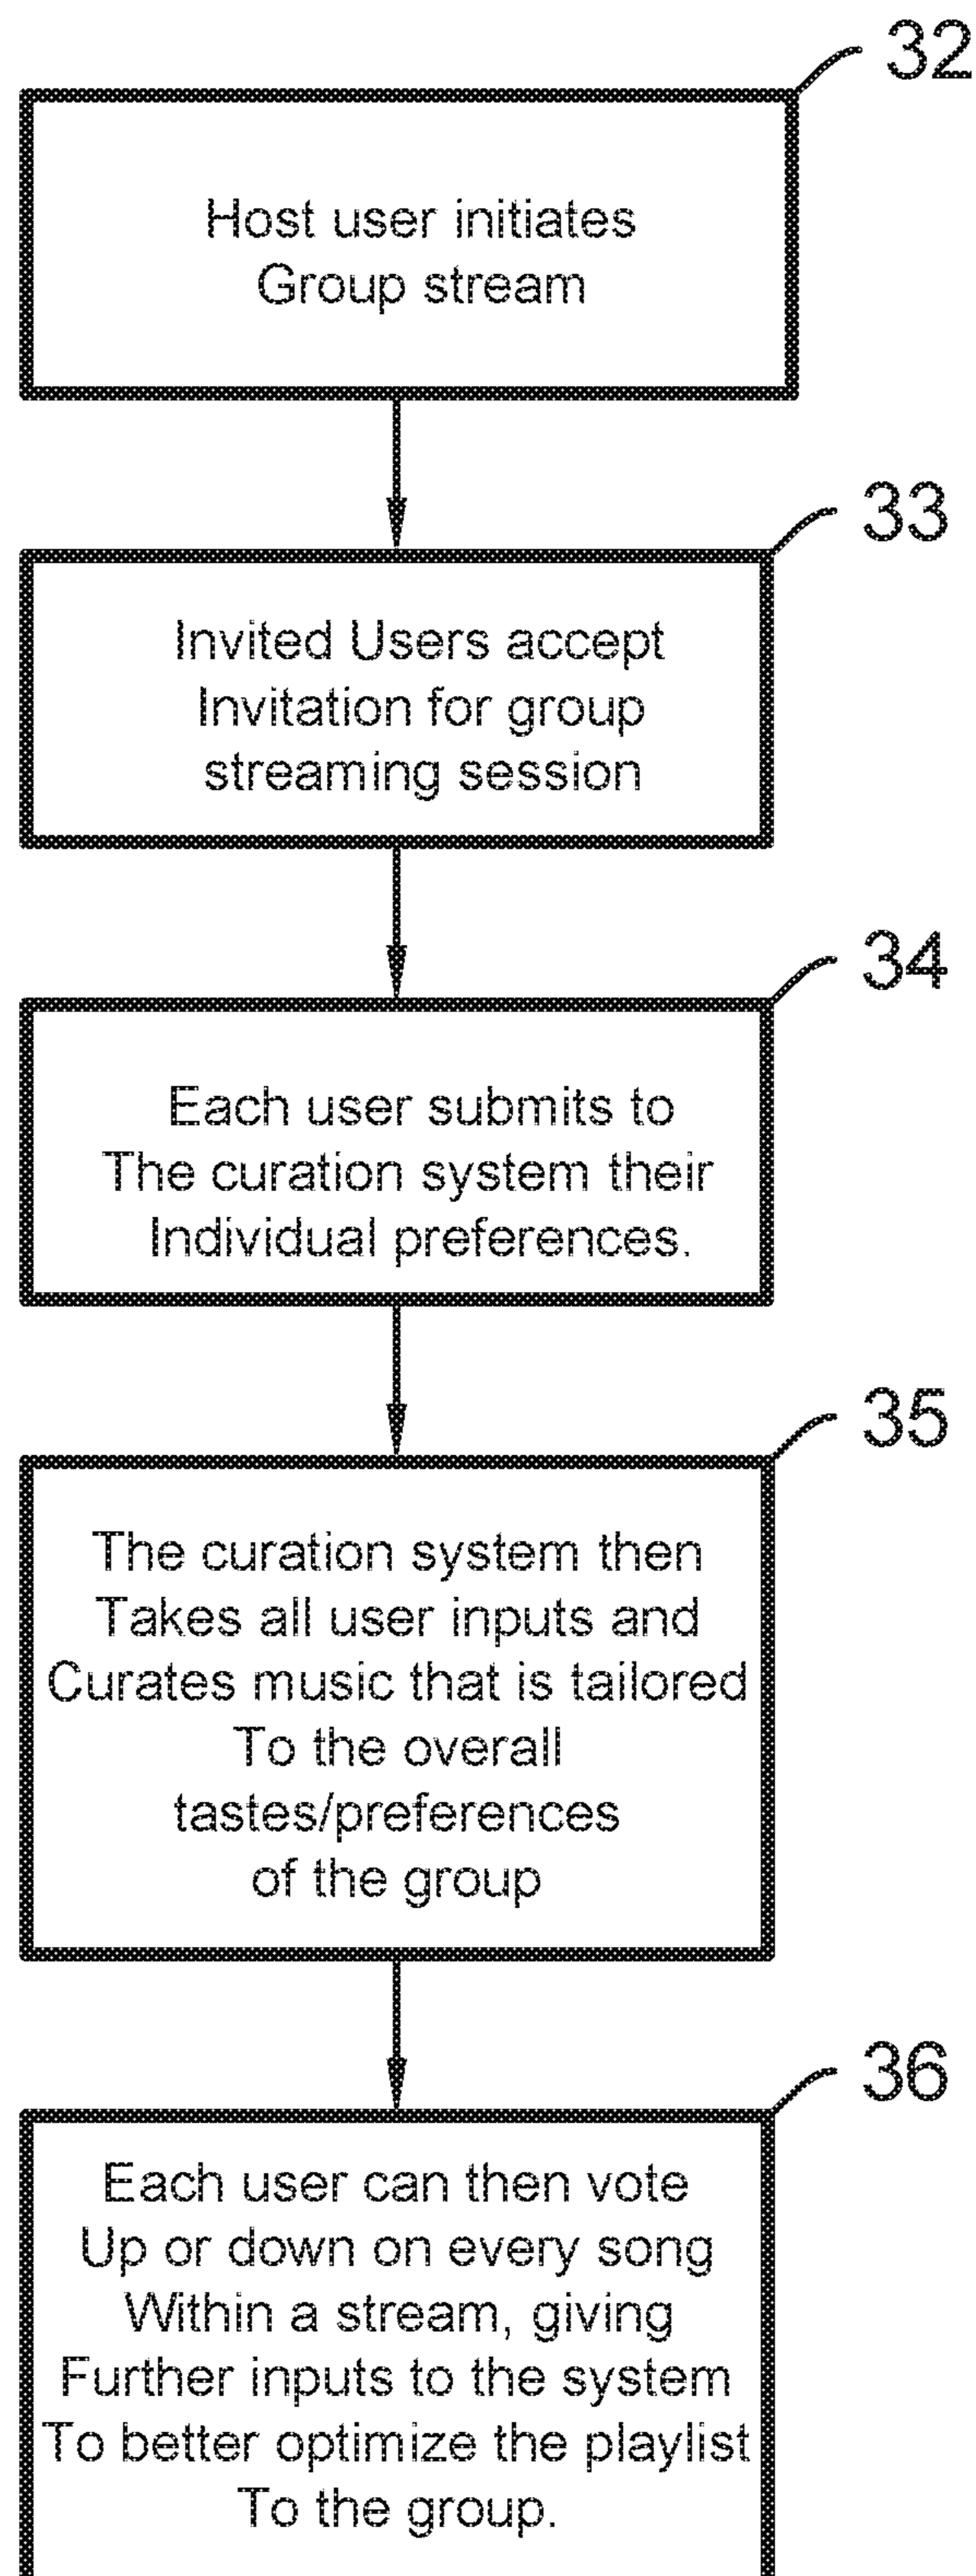 32
Host user initiates
Group stream
33
Invited Users accept
Invitation for group
streaming session
34
Each user submits to
The curation system their
Individual preferences.
35
The curation system then
Takes all user inputs and
Curates music that is tailored
To the overall
tastes/preferences
of the group
36
Each user can then vote
Up or down on every song
Within a stream, giving
Further inputs to the system
To better optimize the playlist
To the group.